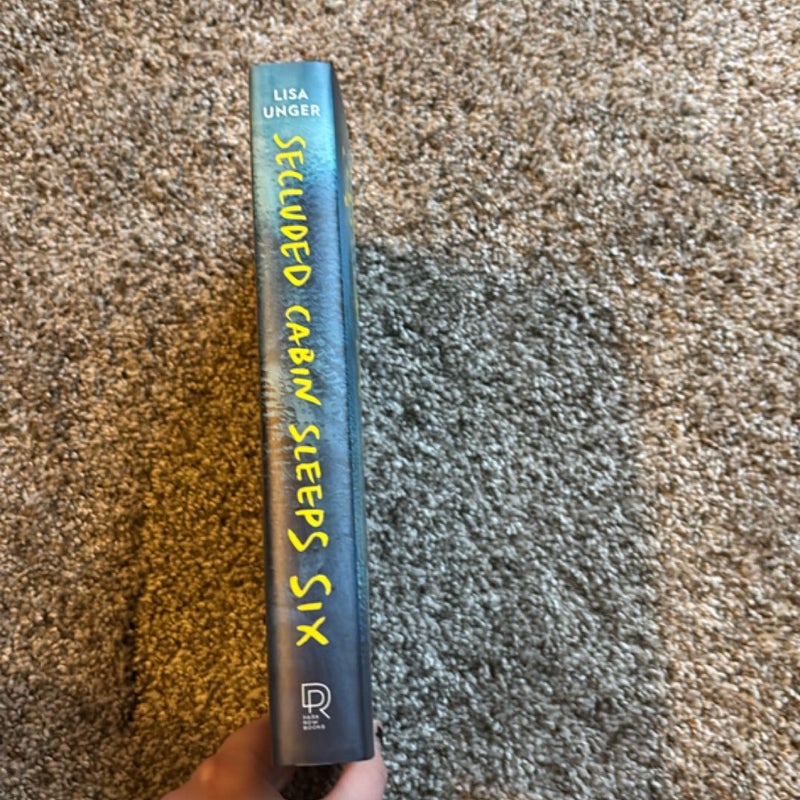 LISA
UNGER
SECLUDED CABIN SLEEPS SIX
PARK
ROW
BOOKS